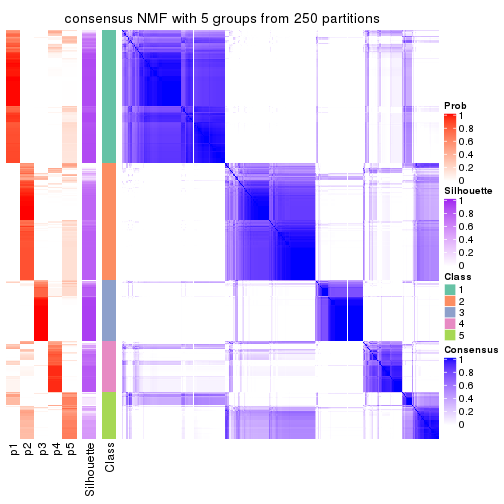 consensus NMF with 5 groups from 250 partitions
Prob
1
0.8
0.6
0.4
0.2
0
Silhouette
1
0.8
0.6
0.4
0.2
0
Class
1
2
3
4
5
Consensus
1
0.8
0.6
0.4
0.2
0
p1
p2
p3
p4
p5
Silhouette
Class